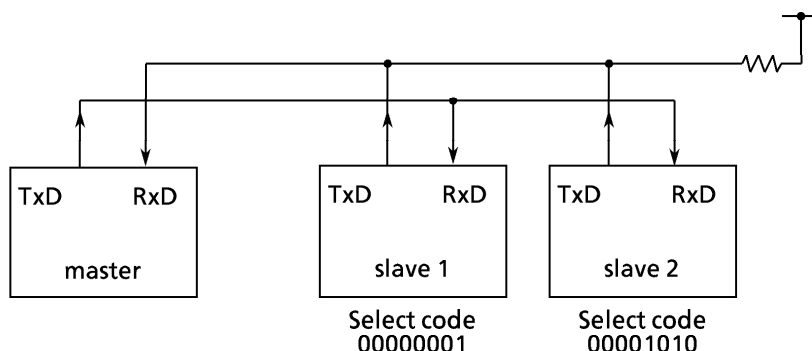 TxD RxD TxD RxD TxD RxD
master slave 1 slave 2
Select code Select code
00000001 00001010